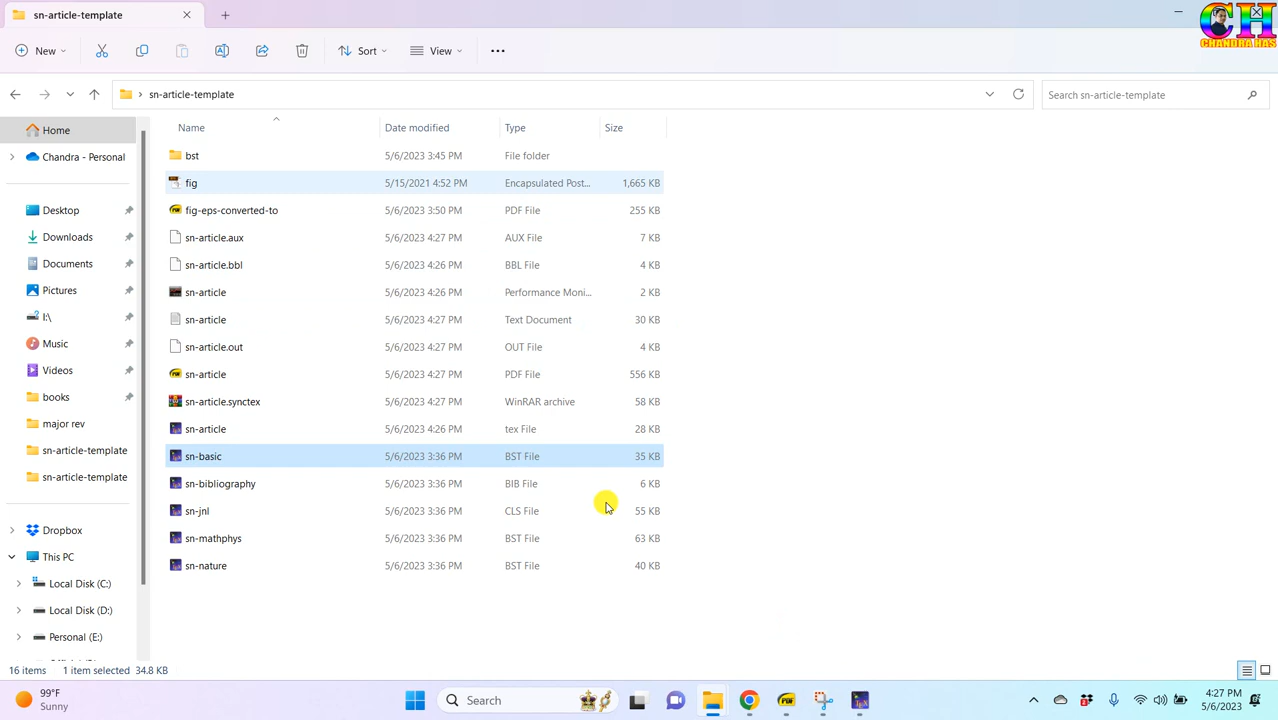 sn-article-template
CH
CHANDRA HAS
New
Sort
View
sn-article-template
Search sn-article-template
Name Date modified Type Size
Home
Chandra - Personal
Desktop
Downloads
Documents
Pictures
I:\
Music
Videos
books
major rev
sn-article-template
sn-article-template
Dropbox
This PC
Local Disk (C:)
Local Disk (D:)
Personal (E:)
bst 5/6/2023 3:45 PM File folder
fig 5/15/2021 4:52 PM Encapsulated Post... 1,665 KB
fig-eps-converted-to 5/6/2023 3:50 PM PDF File 255 KB
sn-article.aux 5/6/2023 4:27 PM AUX File 7 KB
sn-article.bbl 5/6/2023 4:26 PM BBL File 4 KB
sn-article 5/6/2023 4:26 PM Performance Moni... 2 KB
sn-article 5/6/2023 4:27 PM Text Document 30 KB
sn-article.out 5/6/2023 4:27 PM OUT File 4 KB
sn-article 5/6/2023 4:27 PM PDF File 556 KB
sn-article.synctex 5/6/2023 4:27 PM WinRAR archive 58 KB
sn-article 5/6/2023 4:26 PM tex File 28 KB
sn-basic 5/6/2023 3:36 PM BST File 35 KB
sn-bibliography 5/6/2023 3:36 PM BIB File 6 KB
sn-jnl 5/6/2023 3:36 PM CLS File 55 KB
sn-mathphys 5/6/2023 3:36 PM BST File 63 KB
sn-nature 5/6/2023 3:36 PM BST File 40 KB
16 items 1 item selected 34.8 KB
99°F
Sunny
Search
4:27 PM
5/6/2023